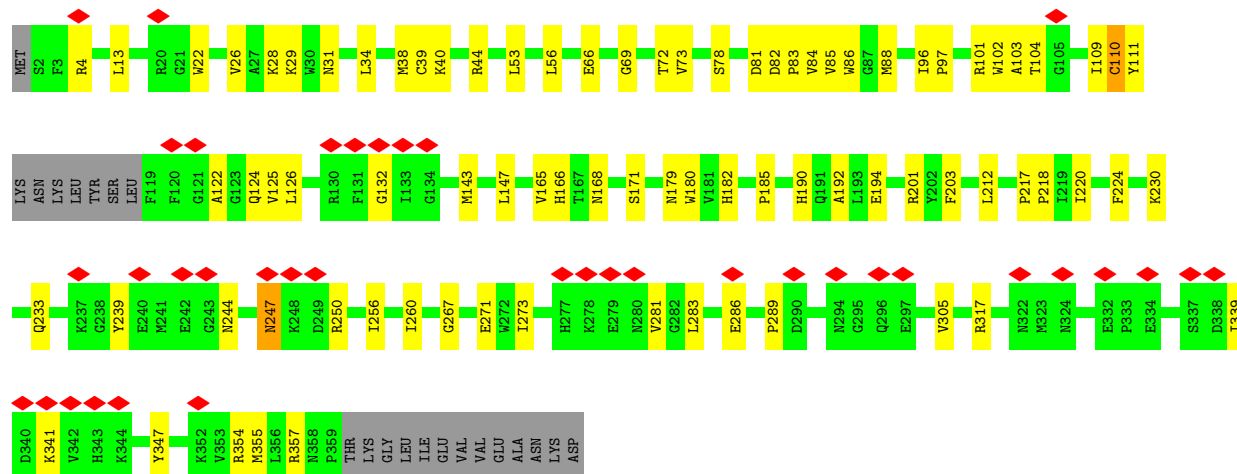 MET S2 F3 R4 L13 R20 G21 W22 V26 A27 K28 K29 W30 N31 L34 M38 C39 K40 R44 L53 L56 E66 G69 T72 V73 S78 D81 D82 P83 V84 V85 W86 G87 M88 I96 P97 R101 W102 A103 T104 G105 I109 C110 Y111
LYS ASN LYS LEU TYR SER LEU F119 F120 G121 A122 G123 Q124 V125 L126 R130 F131 G132 I133 G134 M143 L147 V165 H166 T167 N168 S171 N179 W180 V181 H182 P185 H190 Q191 A192 L193 E194 R201 Y202 F203 L212 P217 P218 I219 I220 F224 K230
Q233 K237 G238 Y239 E240 M241 E242 G243 N244 N247 K248 D249 R250 I256 I260 G267 E271 W272 I273 H277 K278 E279 N280 V281 G282 L283 E286 P289 D290 N294 G295 Q296 E297 V305 R317 N322 M323 N324 E332 P333 E334 S337 D338 I339
D340 K341 V342 H343 K344 Y347 K352 V353 R354 M355 L356 R357 N358 P359 THR LYS GLY LEU ILE GLU VAL VAL GLU ALA ASN LYS ASP